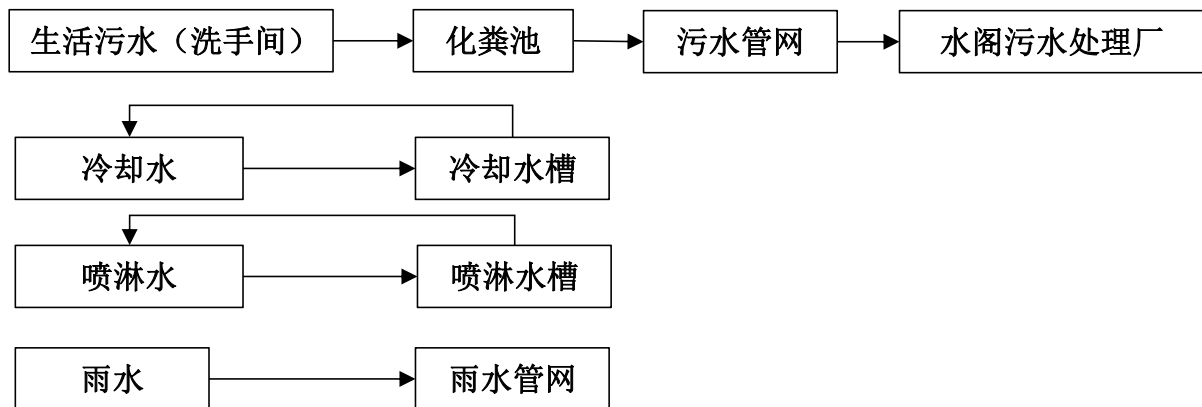 生活污水（洗手间）
化粪池
污水管网
水阁污水处理厂
冷却水
冷却水槽
喷淋水
喷淋水槽
雨水
雨水管网